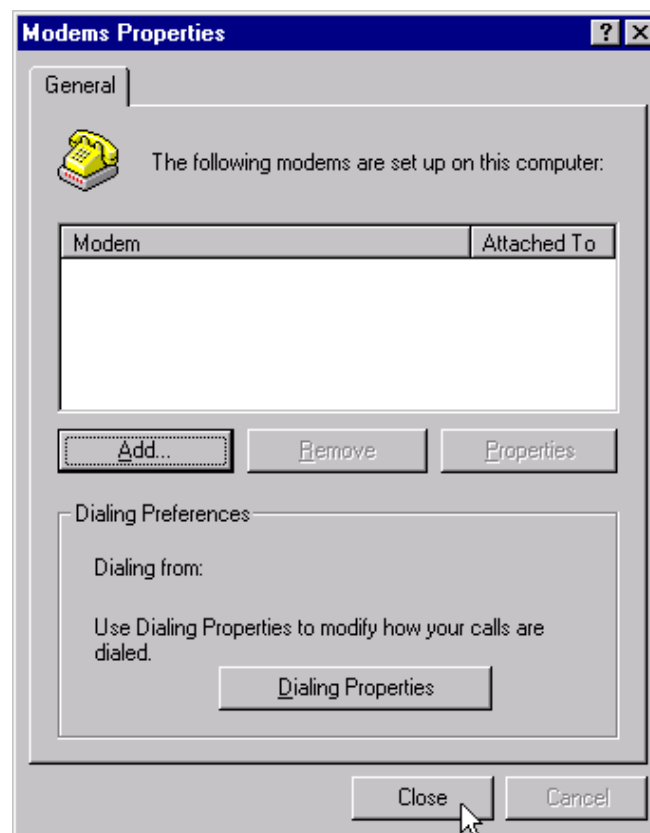 Modems Properties
General
The following modems are set up on this computer:
Modem Attached To
Add... Remove Properties
Dialing Preferences
Dialing from:
Use Dialing Properties to modify how your calls are
dialed.
Dialing Properties
Close Cancel